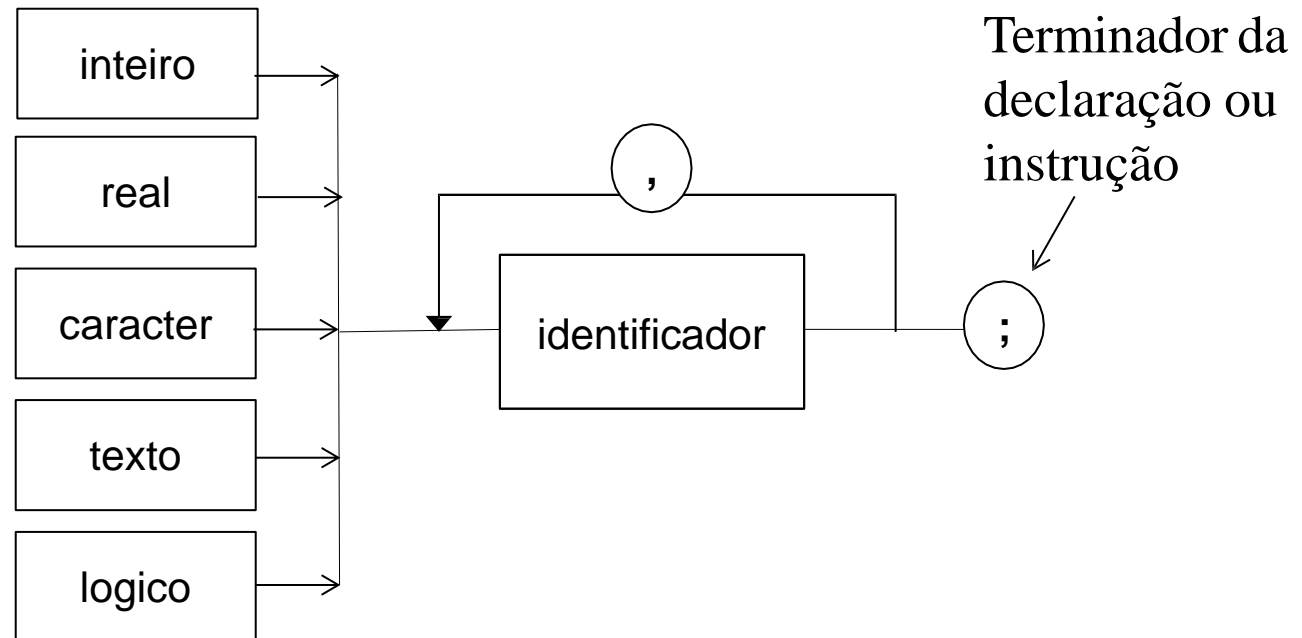 inteiro
real
caracter
texto
logico
,
identificador
;
Terminador da
declaração ou
instrução